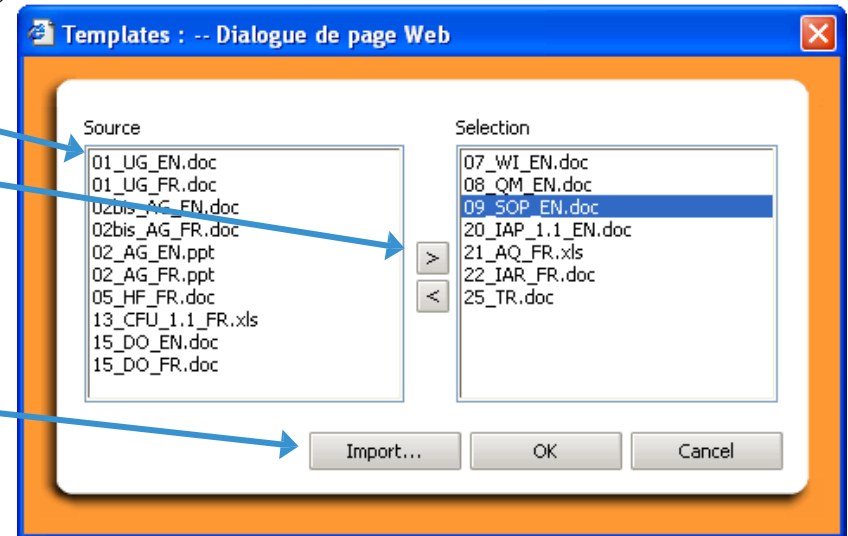 Templates : -- Dialogue de page Web
Source
01_UG_EN.doc
01_UG_FR.doc
02bis_AG_EN.doc
02bis_AG_FR.doc
02_AG_EN.ppt
02_AG_FR.ppt
05_HF_FR.doc
13_CFU_1.1_FR.xls
15_DO_EN.doc
15_DO_FR.doc
>
<
Selection
07_WI_EN.doc
08_QM_EN.doc
09_SOP_EN.doc
20_IAP_1.1_EN.doc
21_AQ_FR.xls
22_IAR_FR.doc
25_TR.doc
Import... OK Cancel